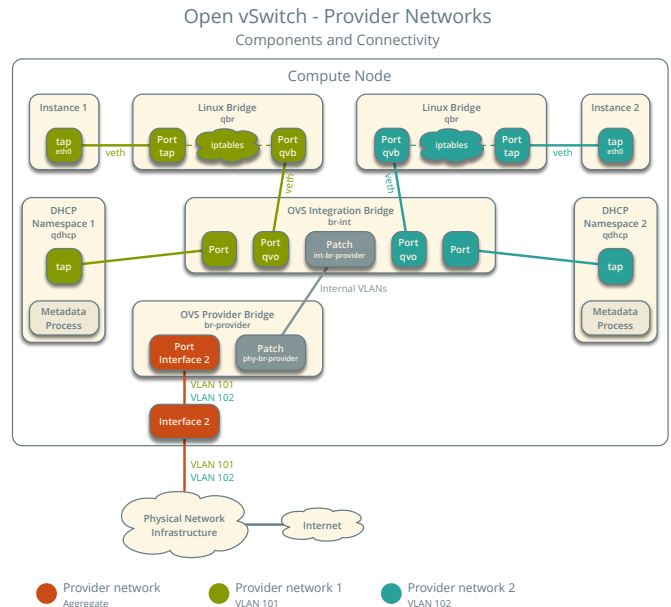 Open vSwitch - Provider Networks
Components and Connectivity
Compute Node
Instance 1
tap
eth0
veth
Linux Bridge
qbr
Port
tap
iptables
Port
qvb
veth
Linux Bridge
qbr
Port
qvb
iptables
Port
tap
veth
veth
Instance 2
tap
eth0
DHCP
Namespace 1
qdhcp
tap
Metadata
Process
OVS Integration Bridge
br-int
Port
Port
qvo
Patch
int-br-provider
Port
qvo
Port
Internal VLANs
DHCP
Namespace 2
qdhcp
tap
Metadata
Process
OVS Provider Bridge
br-provider
Port
Interface 2
Patch
phy-br-provider
VLAN 101
VLAN 102
Interface 2
VLAN 101
VLAN 102
Physical Network
Infrastructure
Internet
Provider network
Aggregate
Provider network 1
VLAN 101
Provider network 2
VLAN 102